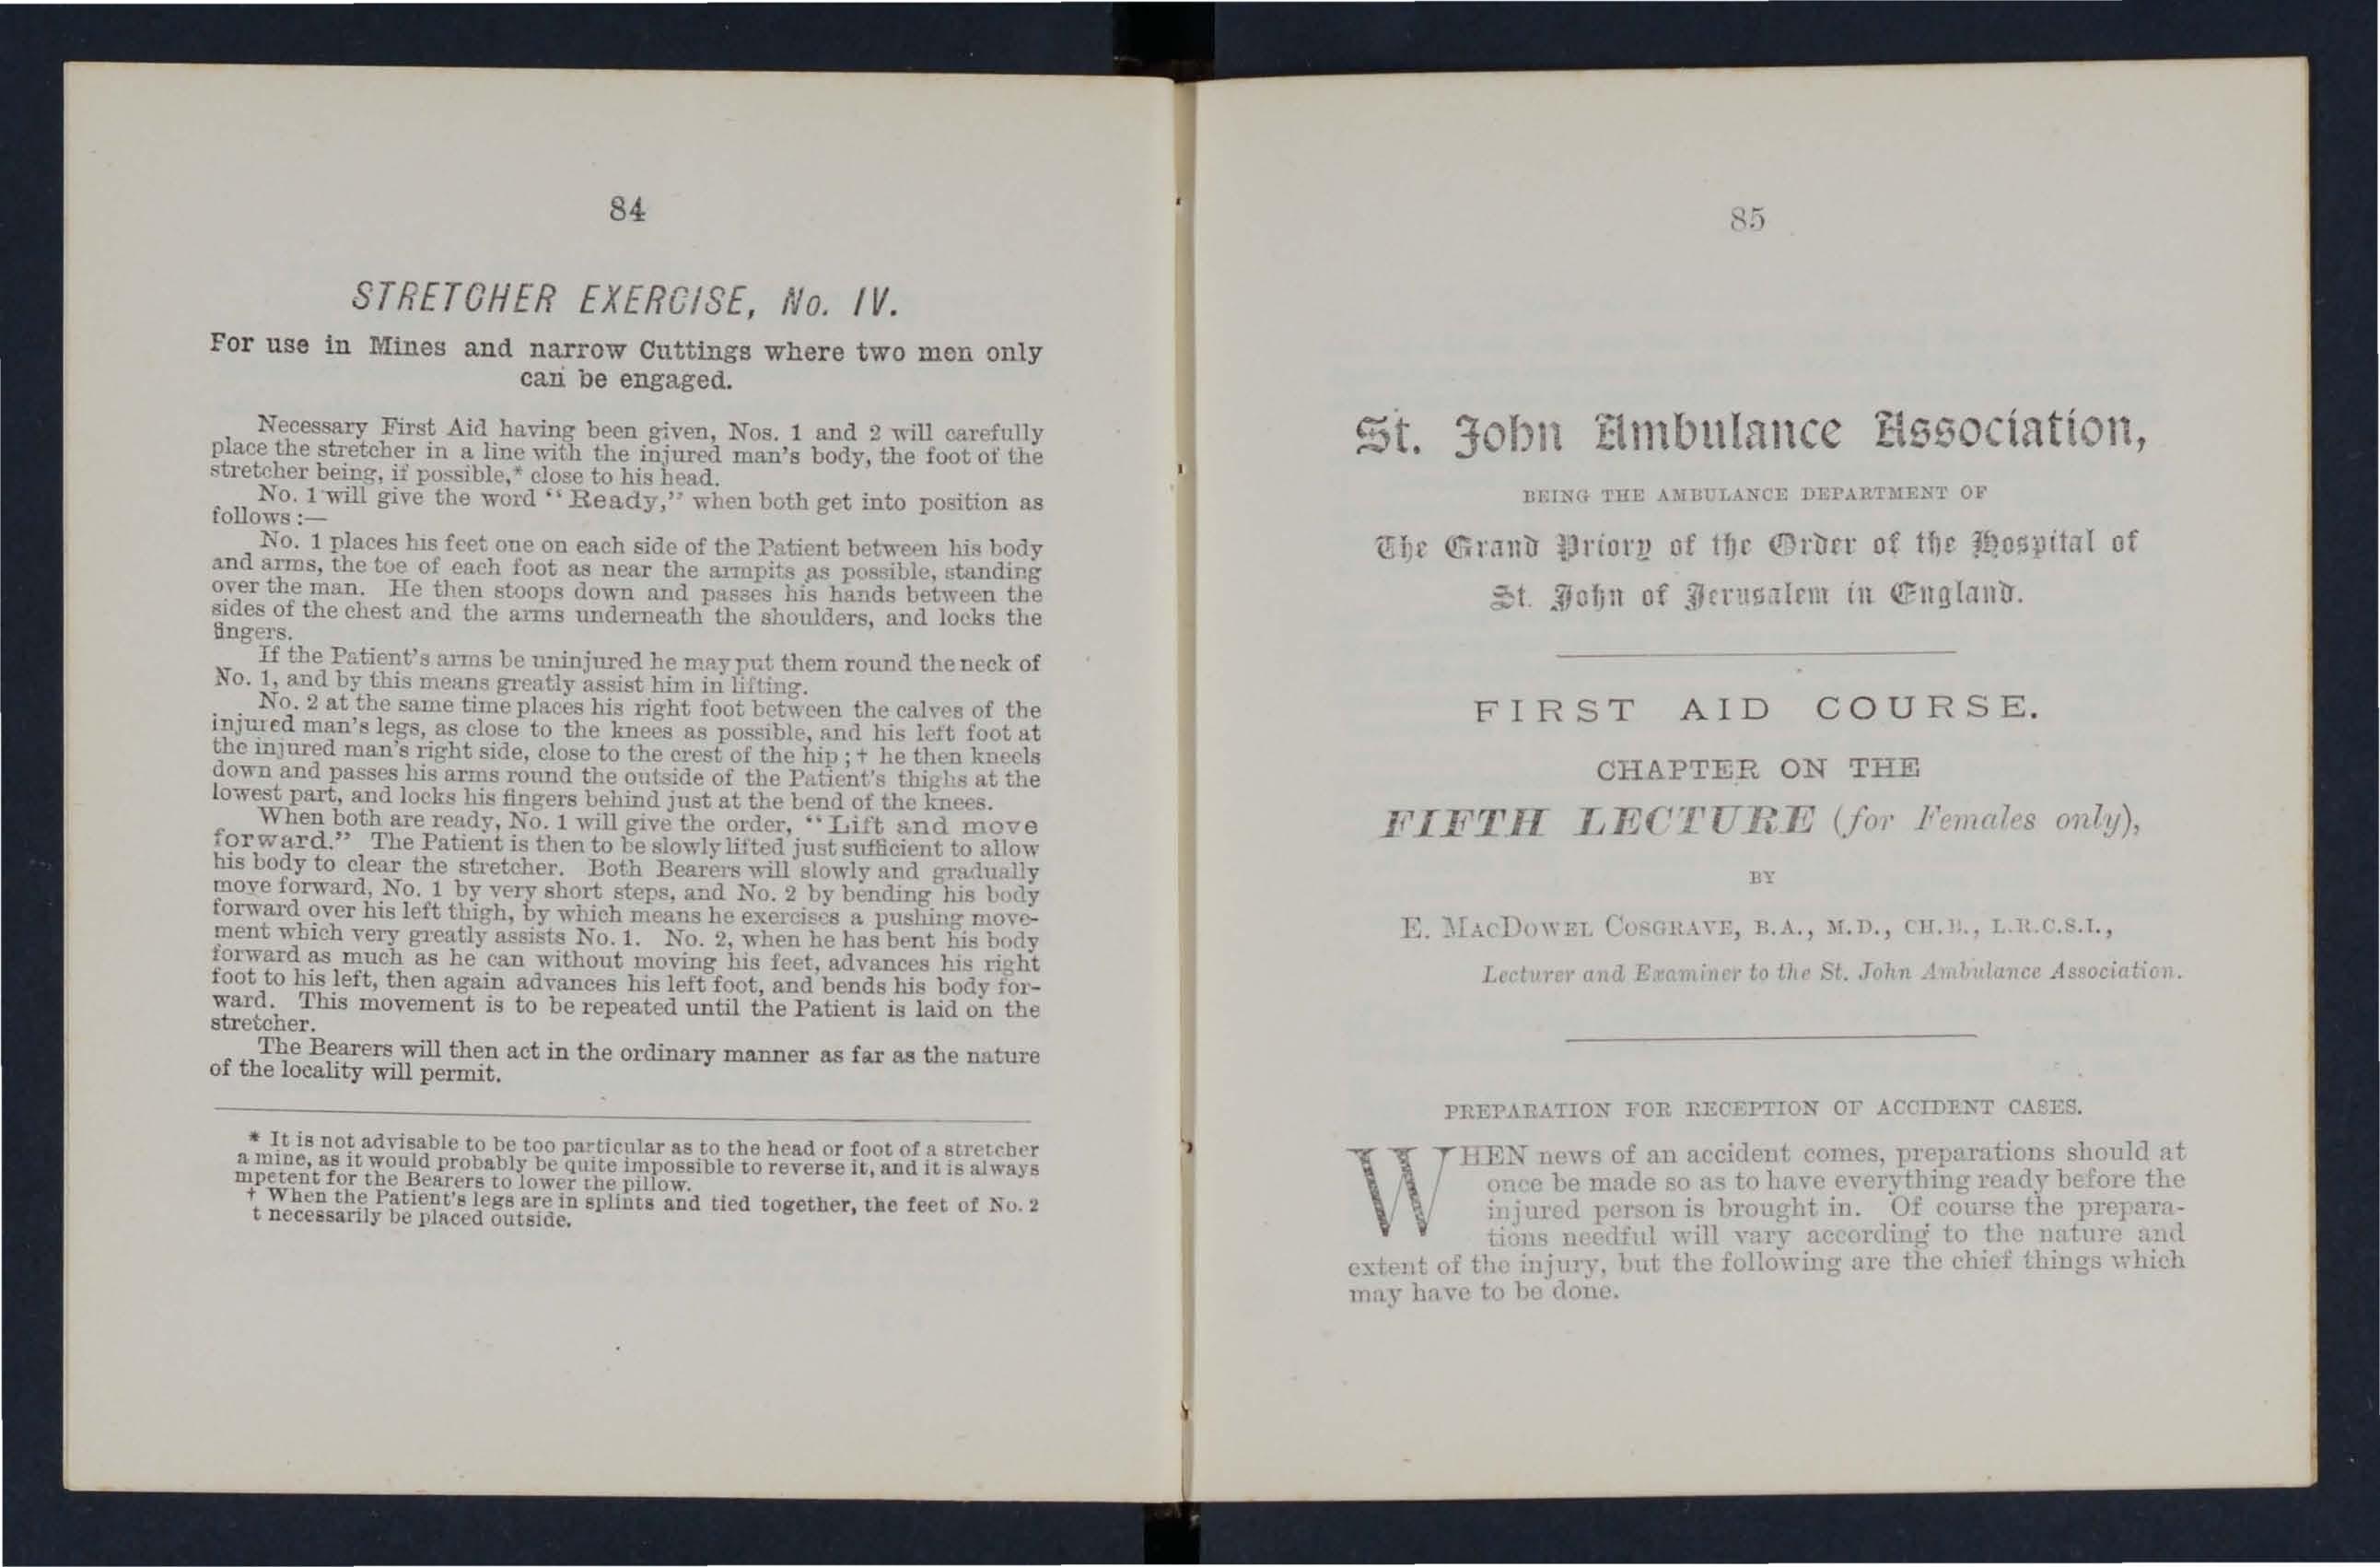 84
STRETCHER EXERCISE, No. IV.
For use in Mines and narrow Cuttings where two men only
can be engaged.
Necessary First Aid having been given, Nos. 1 and 2 will carefully
place the stretcher in a line with the injured man's body, the foot of the
stretcher being, if possible,* close to his head.
No. 1 will give the word "Ready," when both get into position as
follows :—
No. 1 places his feet one on each side of the Patient between his body
and arms, the toe of each foot as near the armpits as possible, standing
over the man. He then stoops down and passes his hands between the
sides of the chest and the arms underneath the shoulders, and locks the
fingers.
If the Patient's arms be uninjured he may put them round the neck of
No. 1, and by this means greatly assist him in lifting.
No. 2 at the same time places his right foot between the calves of the
injured man's legs, as close to the knees as possible, and his left foot at
the injured man's right side, close to the crest of the hip ; † he then kneels
down and passes his arms round the outside of the Patient's thighs at the
lowest part, and locks his fingers behind just at the bend of the knees.
When both are ready, No. 1 will give the order, "Lift and move
forward." The Patient is then to be slowly lifted just sufficient to allow
his body to clear the stretcher. Both Bearers will slowly and gradually
move forward, No. 1 by very short steps, and No. 2 by bending his body
forward over his left thigh, by which means he exercises a pushing move-
ment which very greatly assists No. 1. No. 2, when he has bent his body
forward as much as he can without moving his feet, advances his right
foot to his left, then again advances his left foot, and bends his body for-
ward. This movement is to be repeated until the Patient is laid on the
stretcher.
The Bearers will then act in the ordinary manner as far as the nature
of the locality will permit.
* It is not advisable to be too particular as to the head or foot of a stretcher
a mine, as it would probably be quite impossible to reverse it, and it is always
mpetent for the Bearers to lower the pillow.
† When the Patient's legs are in splints and tied together, the feet of No. 2
t necessarily be placed outside.
85
St. John Ambulance Association,
BEING THE AMBULANCE DEPARTMENT OF
The Grand Priory of the Order of the Hospital of
St. John of Jerusalem in England.
FIRST AID COURSE.
CHAPTER ON THE
FIFTH LECTURE (for Females only),
BY
E. MACDOWEL COSGRAVE, B.A., M.D., CH.B., L.R.C.S.I.,
Lecturer and Examiner to the St. John Ambulance Association.
PREPARATION FOR RECEPTION OF ACCIDENT CASES.
WHEN news of an accident comes, preparations should at
once be made so as to have everything ready before the
injured person is brought in. Of course the prepara-
tions needful will vary according to the nature and
extent of the injury, but the following are the chief things which
may have to be done.